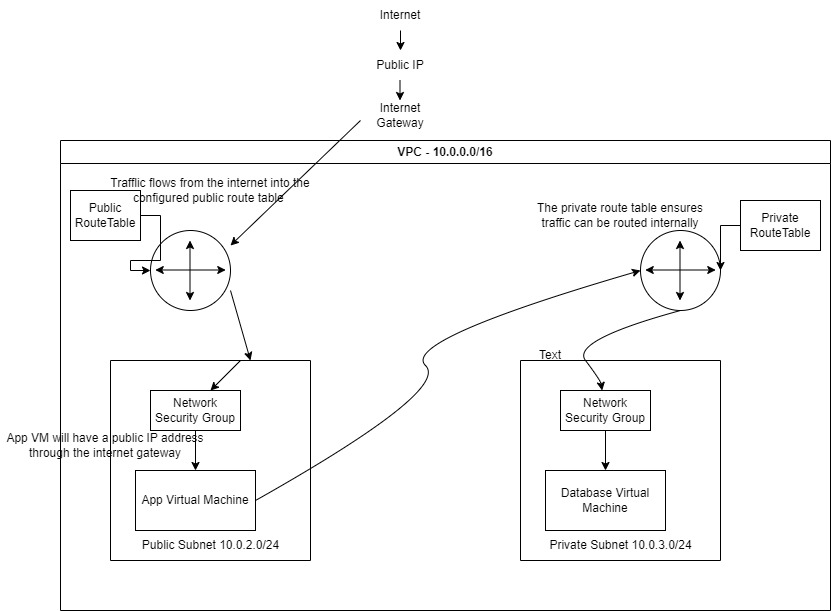 Internet
Public IP
Internet
Gateway
VPC - 10.0.0.0/16
Traffic flows from the internet into the
configured public route table
Public
RouteTable
The private route table ensures
traffic can be routed internally
Private
RouteTable
Text
Network
Security Group
App VM will have a public IP address
through the internet gateway
App Virtual Machine
Public Subnet 10.0.2.0/24
Network
Security Group
Database Virtual
Machine
Private Subnet 10.0.3.0/24